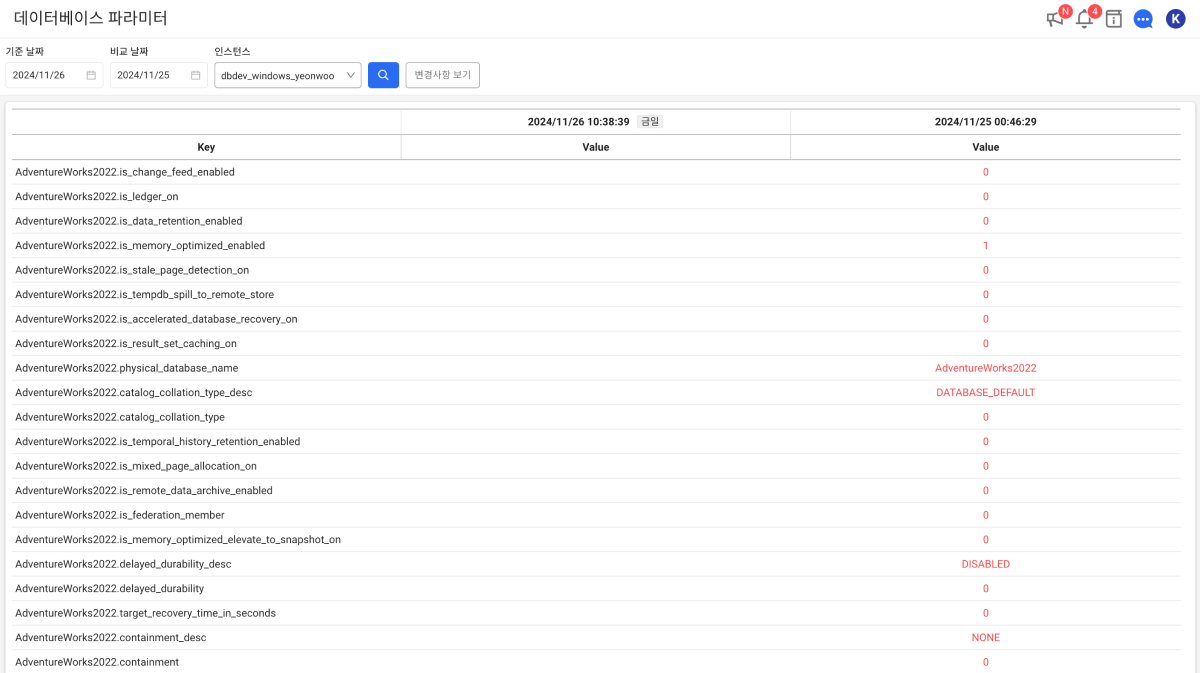 데이터베이스 파라미터
N
4
K
기준 날짜 비교 날짜 인스턴스
2024/11/26 2024/11/25 dbdev_windows_yeonwoo 변경사항 보기
2024/11/26 10:38:39 금일 2024/11/25 00:46:29
Key Value Value
AdventureWorks2022.is_change_feed_enabled 0
AdventureWorks2022.is_ledger_on 0
AdventureWorks2022.is_data_retention_enabled 0
AdventureWorks2022.is_memory_optimized_enabled 1
AdventureWorks2022.is_stale_page_detection_on 0
AdventureWorks2022.is_tempdb_spill_to_remote_store 0
AdventureWorks2022.is_accelerated_database_recovery_on 0
AdventureWorks2022.is_result_set_caching_on 0
AdventureWorks2022.physical_database_name AdventureWorks2022
AdventureWorks2022.catalog_collation_type_desc DATABASE_DEFAULT
AdventureWorks2022.catalog_collation_type 0
AdventureWorks2022.is_temporal_history_retention_enabled 0
AdventureWorks2022.is_mixed_page_allocation_on 0
AdventureWorks2022.is_remote_data_archive_enabled 0
AdventureWorks2022.is_federation_member 0
AdventureWorks2022.is_memory_optimized_elevate_to_snapshot_on 0
AdventureWorks2022.delayed_durability_desc DISABLED
AdventureWorks2022.delayed_durability 0
AdventureWorks2022.target_recovery_time_in_seconds 0
AdventureWorks2022.containment_desc NONE
AdventureWorks2022.containment 0